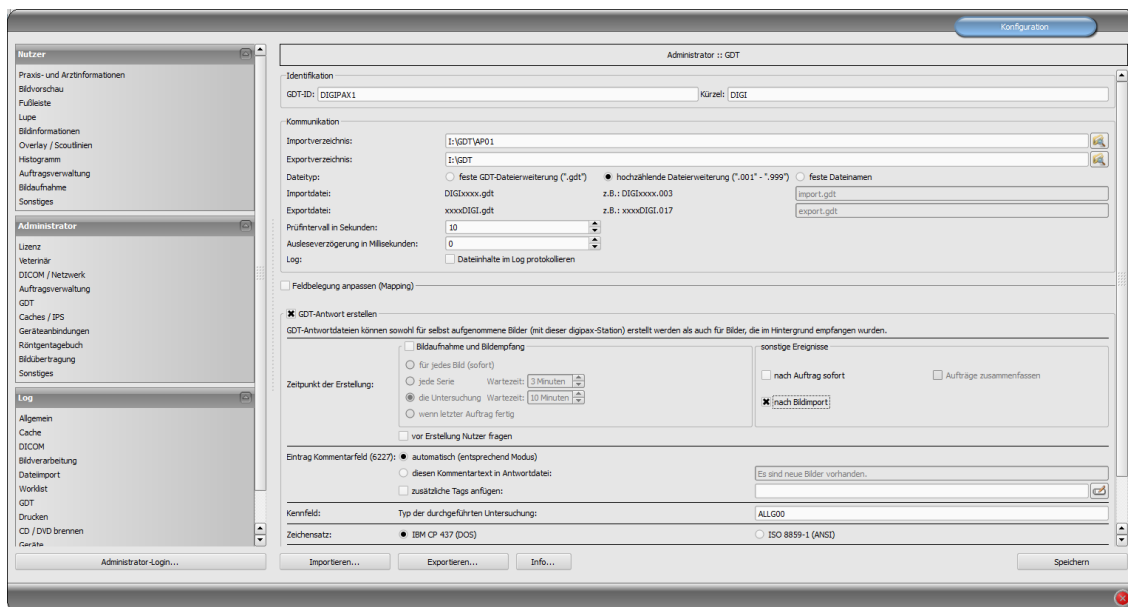 Konfiguration
Nutzer
Praxis- und Arztinformationen
Bildvorschau
Fußleiste
Lupe
Bildinformationen
Overlay / Scoutlinien
Histogramm
Auftragsverwaltung
Bildaufnahme
Sonstiges
Administrator
Lizenz
Veterinär
DICOM / Netzwerk
Auftragsverwaltung
GDT
Caches / IPS
Geräteanbindungen
Röntgentagebuch
Bildübertragung
Sonstiges
Log
Allgemein
Cache
DICOM
Bildverarbeitung
Dateiimport
Worklist
GDT
Drucken
CD / DVD brennen
Geräte
Administrator-Login...
Administrator :: GDT
Identifikation
GDT-ID: DIGIPAX1 Kürzel: DIGI
Kommunikation
Importverzeichnis: I:\GDT\AP01
Exportverzeichnis: I:\GDT
Dateityp: feste GDT-Dateierweiterung (".gdt") hochzählende Dateierweiterung (".001" - ".999") feste Dateinamen
Importdatei: DIGIxxxx.gdt z.B.: DIGIxxxx.003 import.gdt
Exportdatei: xxxxDIGI.gdt z.B.: xxxxDIGI.017 export.gdt
Prüfintervall in Sekunden: 10
Ausleseverzögerung in Millisekunden: 0
Log: Dateiinhalte im Log protokollieren
Feldbelegung anpassen (Mapping)
GDT-Antwort erstellen
GDT-Antwortdateien können sowohl für selbst aufgenommene Bilder (mit dieser digipax-Station) erstellt werden als auch für Bilder, die im Hintergrund empfangen wurden.
Zeitpunkt der Erstellung:
Bildaufnahme und Bildempfang
für jedes Bild (sofort)
jede Serie Wartezeit: 3 Minuten
die Untersuchung Wartezeit: 10 Minuten
wenn letzter Auftrag fertig
sonstige Ereignisse
nach Auftrag sofort Aufträge zusammenfassen
nach Bildimport
vor Erstellung Nutzer fragen
Eintrag Kommentarfeld (6227): automatisch (entsprechend Modus)
diesen Kommentartext in Antwortdatei: Es sind neue Bilder vorhanden.
zusätzliche Tags anfügen:
Kennfeld: Typ der durchgeführten Untersuchung: ALLG00
Zeichensatz: IBM CP 437 (DOS) ISO 8859-1 (ANSI)
Importieren... Exportieren... Info... Speichern